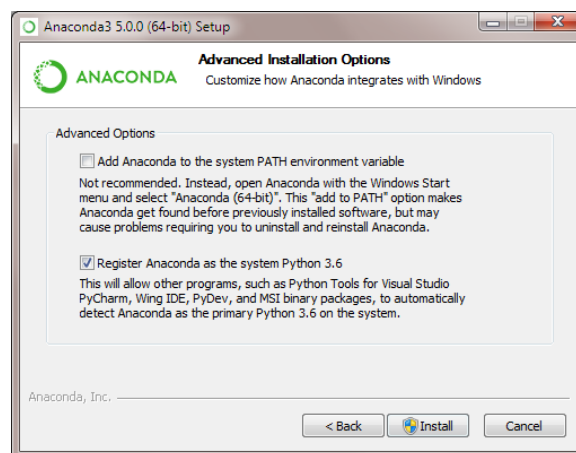 Anaconda3 5.0.0 (64-bit) Setup
ANACONDA
Advanced Installation Options
Customize how Anaconda integrates with Windows
Advanced Options
Add Anaconda to the system PATH environment variable
Not recommended. Instead, open Anaconda with the Windows Start
menu and select "Anaconda (64-bit)". This "add to PATH" option makes
Anaconda get found before previously installed software, but may
cause problems requiring you to uninstall and reinstall Anaconda.
Register Anaconda as the system Python 3.6
This will allow other programs, such as Python Tools for Visual Studio
PyCharm, Wing IDE, PyDev, and MSI binary packages, to automatically
detect Anaconda as the primary Python 3.6 on the system.
Anaconda, Inc.
< Back
Install
Cancel